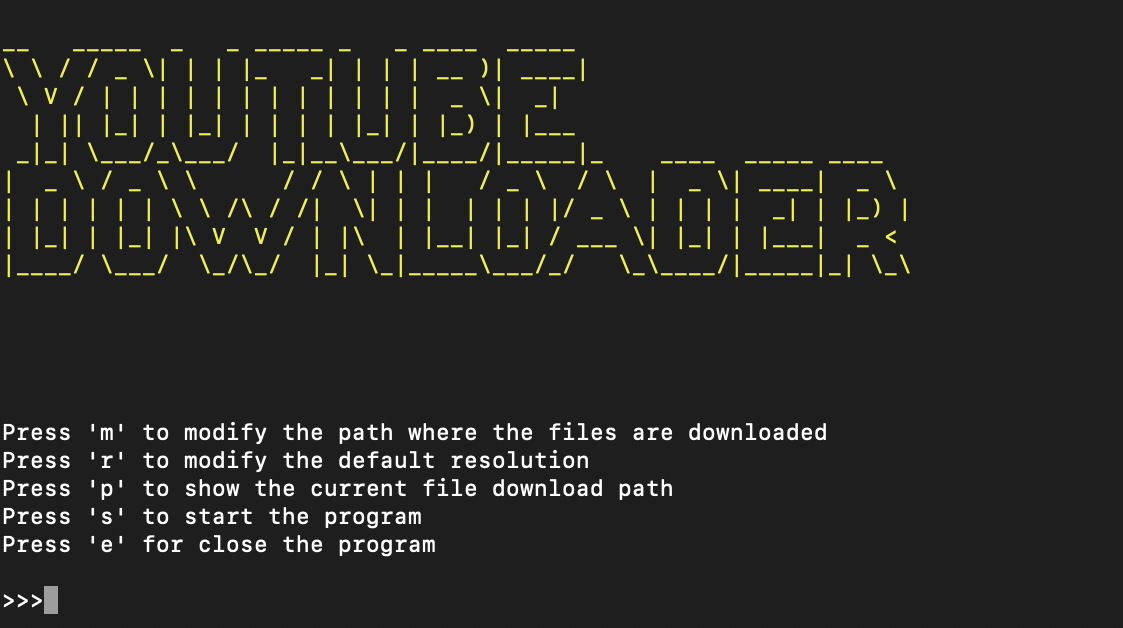 YOUTUBE
DOWNLOADER
Press 'm' to modify the path where the files are downloaded
Press 'r' to modify the default resolution
Press 'p' to show the current file download path
Press 's' to start the program
Press 'e' for close the program
>>>